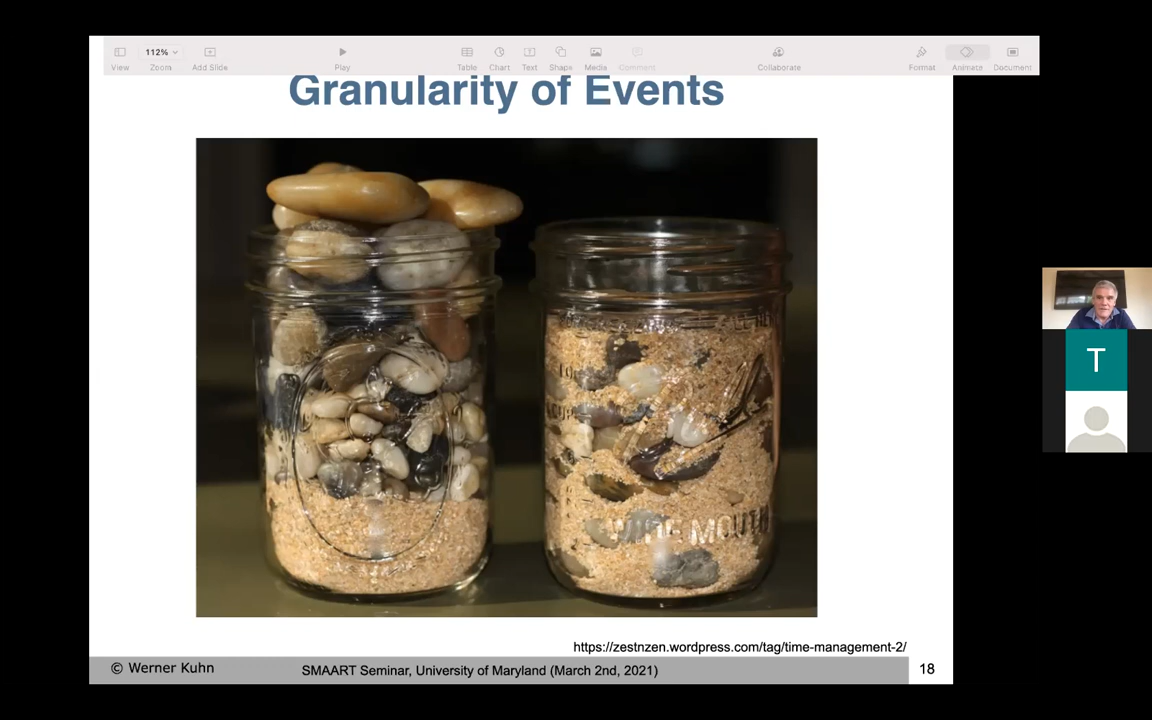 112%
View
Zoom
Add Slide
Play
Table
Chart
Text
Shape
Media
Comment
Collaborate
Format
Animate
Document
Granularity of Events
WIDE MOUTH
T
https://zestnzen.wordpress.com/tag/time-management-2/
© Werner Kuhn
SMAART Seminar, University of Maryland (March 2nd, 2021)
18